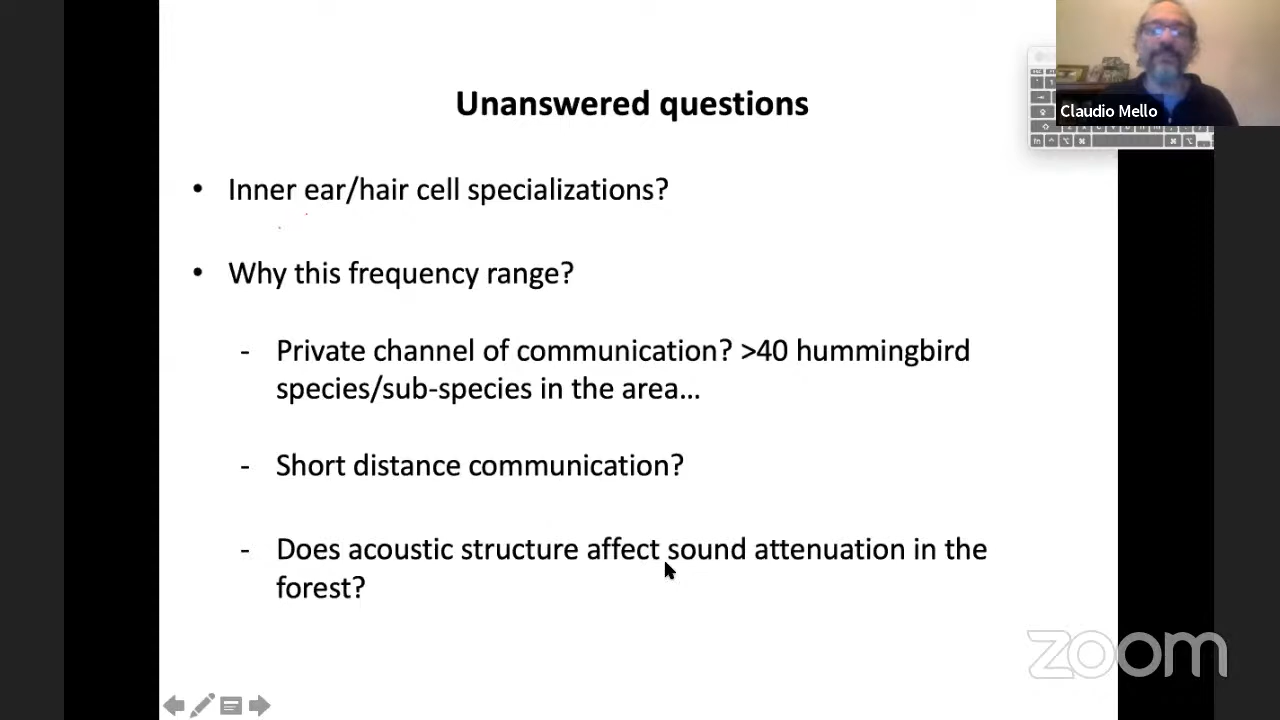 Unanswered questions
Claudio Mello
• Inner ear/hair cell specializations?
• Why this frequency range?
- Private channel of communication? >40 hummingbird
species/sub-species in the area...
- Short distance communication?
- Does acoustic structure affect sound attenuation in the
forest?
zoom